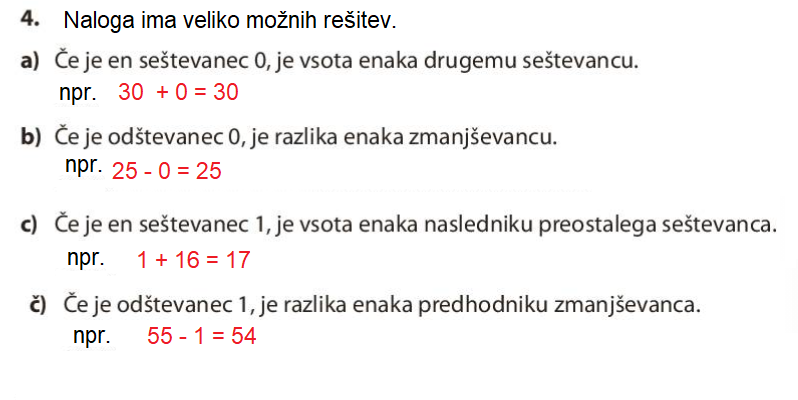 4. Naloga ima veliko možnih rešitev.
a) Če je en seštevanec 0, je vsota enaka drugemu seštevancu.
npr. 30 + 0 = 30
b) Če je odštevanec 0, je razlika enaka zmanjševancu.
npr. 25 - 0 = 25
c) Če je en seštevanec 1, je vsota enaka nasledniku preostalega seštevanca.
npr. 1 + 16 = 17
č) Če je odštevanec 1, je razlika enaka predhodniku zmanjševanca.
npr. 55 - 1 = 54